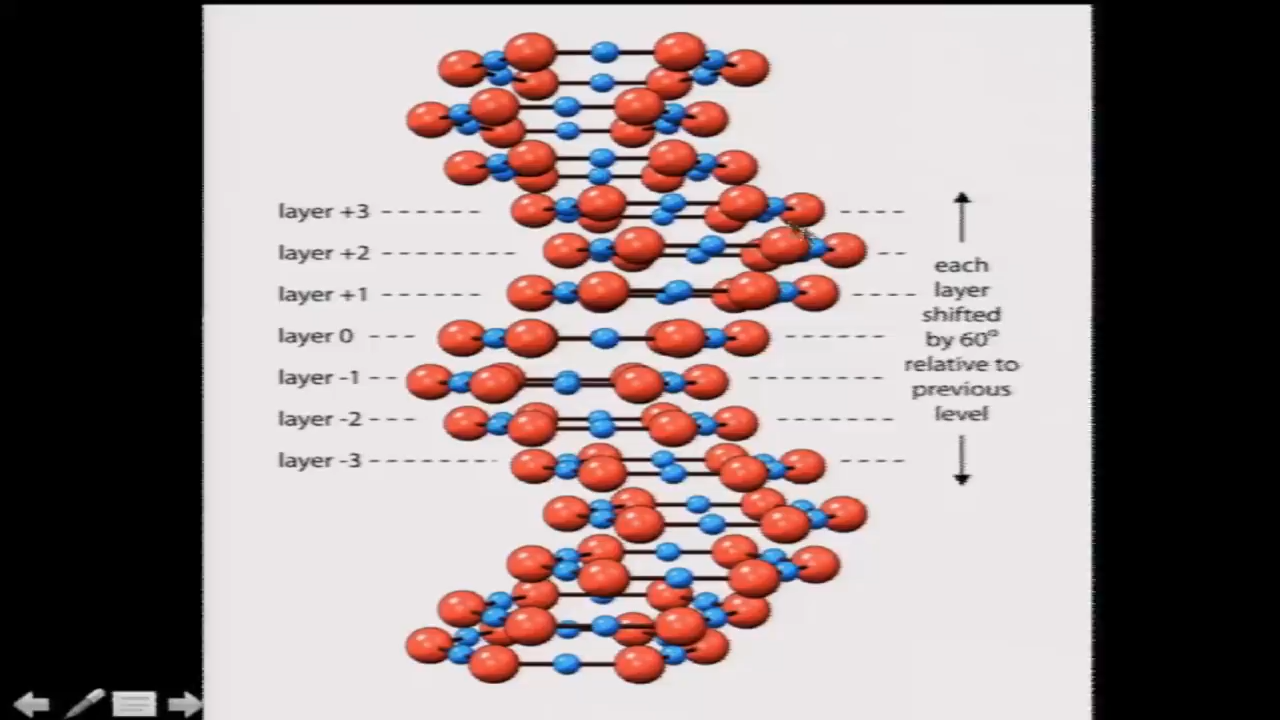 layer +3
layer +2
layer +1
layer 0
layer -1
layer -2
layer -3
each
layer
shifted
by 60°
relative to
previous
level